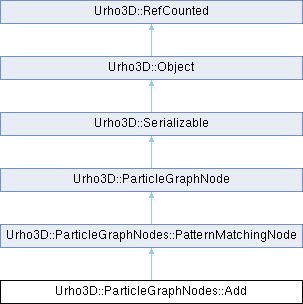 Urho3D::RefCounted
Urho3D::Object
Urho3D::Serializable
Urho3D::ParticleGraphNode
Urho3D::ParticleGraphNodes::PatternMatchingNode
Urho3D::ParticleGraphNodes::Add